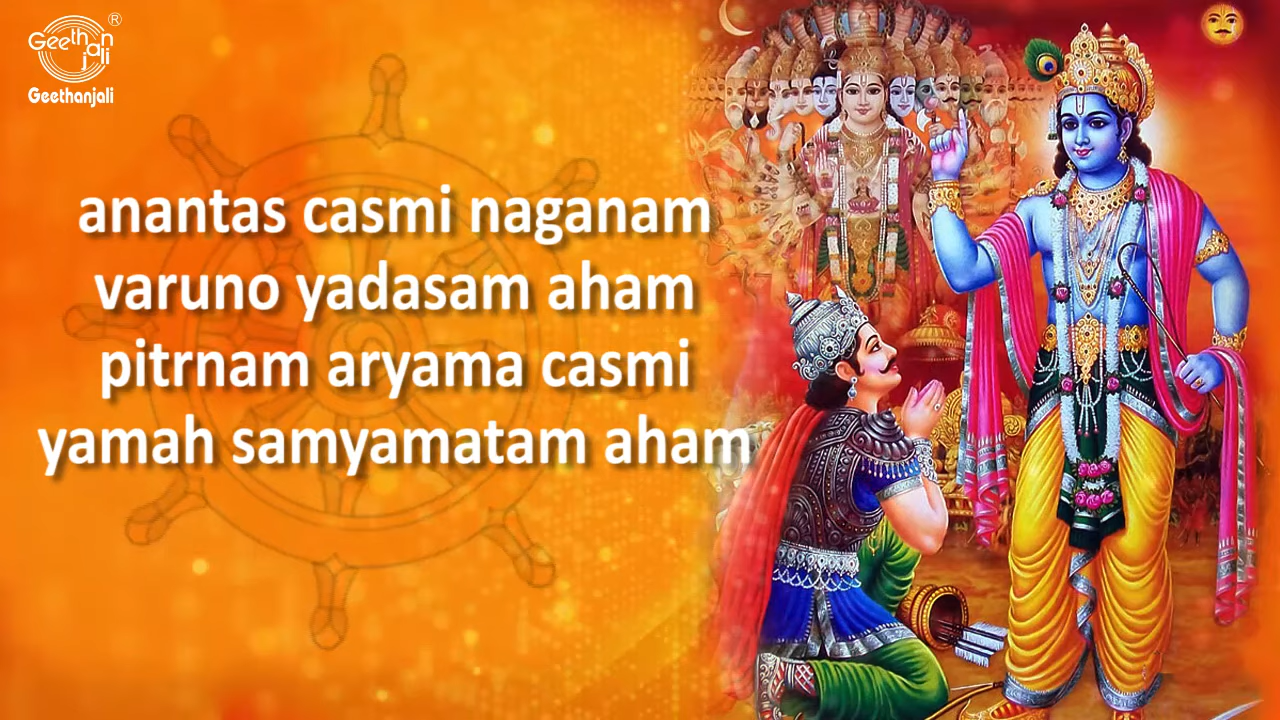 Geethanjali
®
Geethanjali
anantas casmi naganam
varuno yadasam aham
pitrnam aryama casmi
yamah samyamatam aham